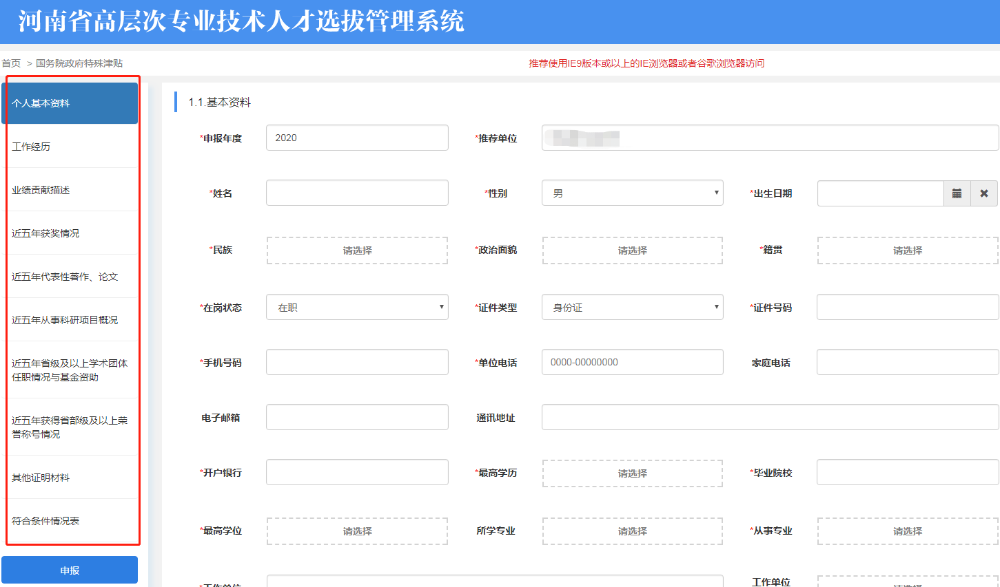 河南省高层次专业技术人才选拔管理系统
首页 > 国务院政府特殊津贴
推荐使用IE9版本或以上的IE浏览器或者谷歌浏览器访问
个人基本资料
工作经历
业绩贡献描述
近五年获奖情况
近五年代表性著作、论文
近五年从事科研项目概况
近五年省级及以上学术团体
任职情况与基金资助
近五年获得省部级及以上荣
誉称号情况
其他证明材料
符合条件情况表
申报
1.1.基本资料
*申报年度 2020 *推荐单位
*姓名 *性别 男 *出生日期
*民族 请选择 *政治面貌 请选择 *籍贯 请选择
*在岗状态 在职 *证件类型 身份证 *证件号码
*手机号码 *单位电话 0000-00000000 家庭电话
电子邮箱 通讯地址
*开户银行 *最高学历 请选择 *毕业院校
*最高学位 请选择 所学专业 请选择 *从事专业 请选择
*工作单位 工作单位 请选择